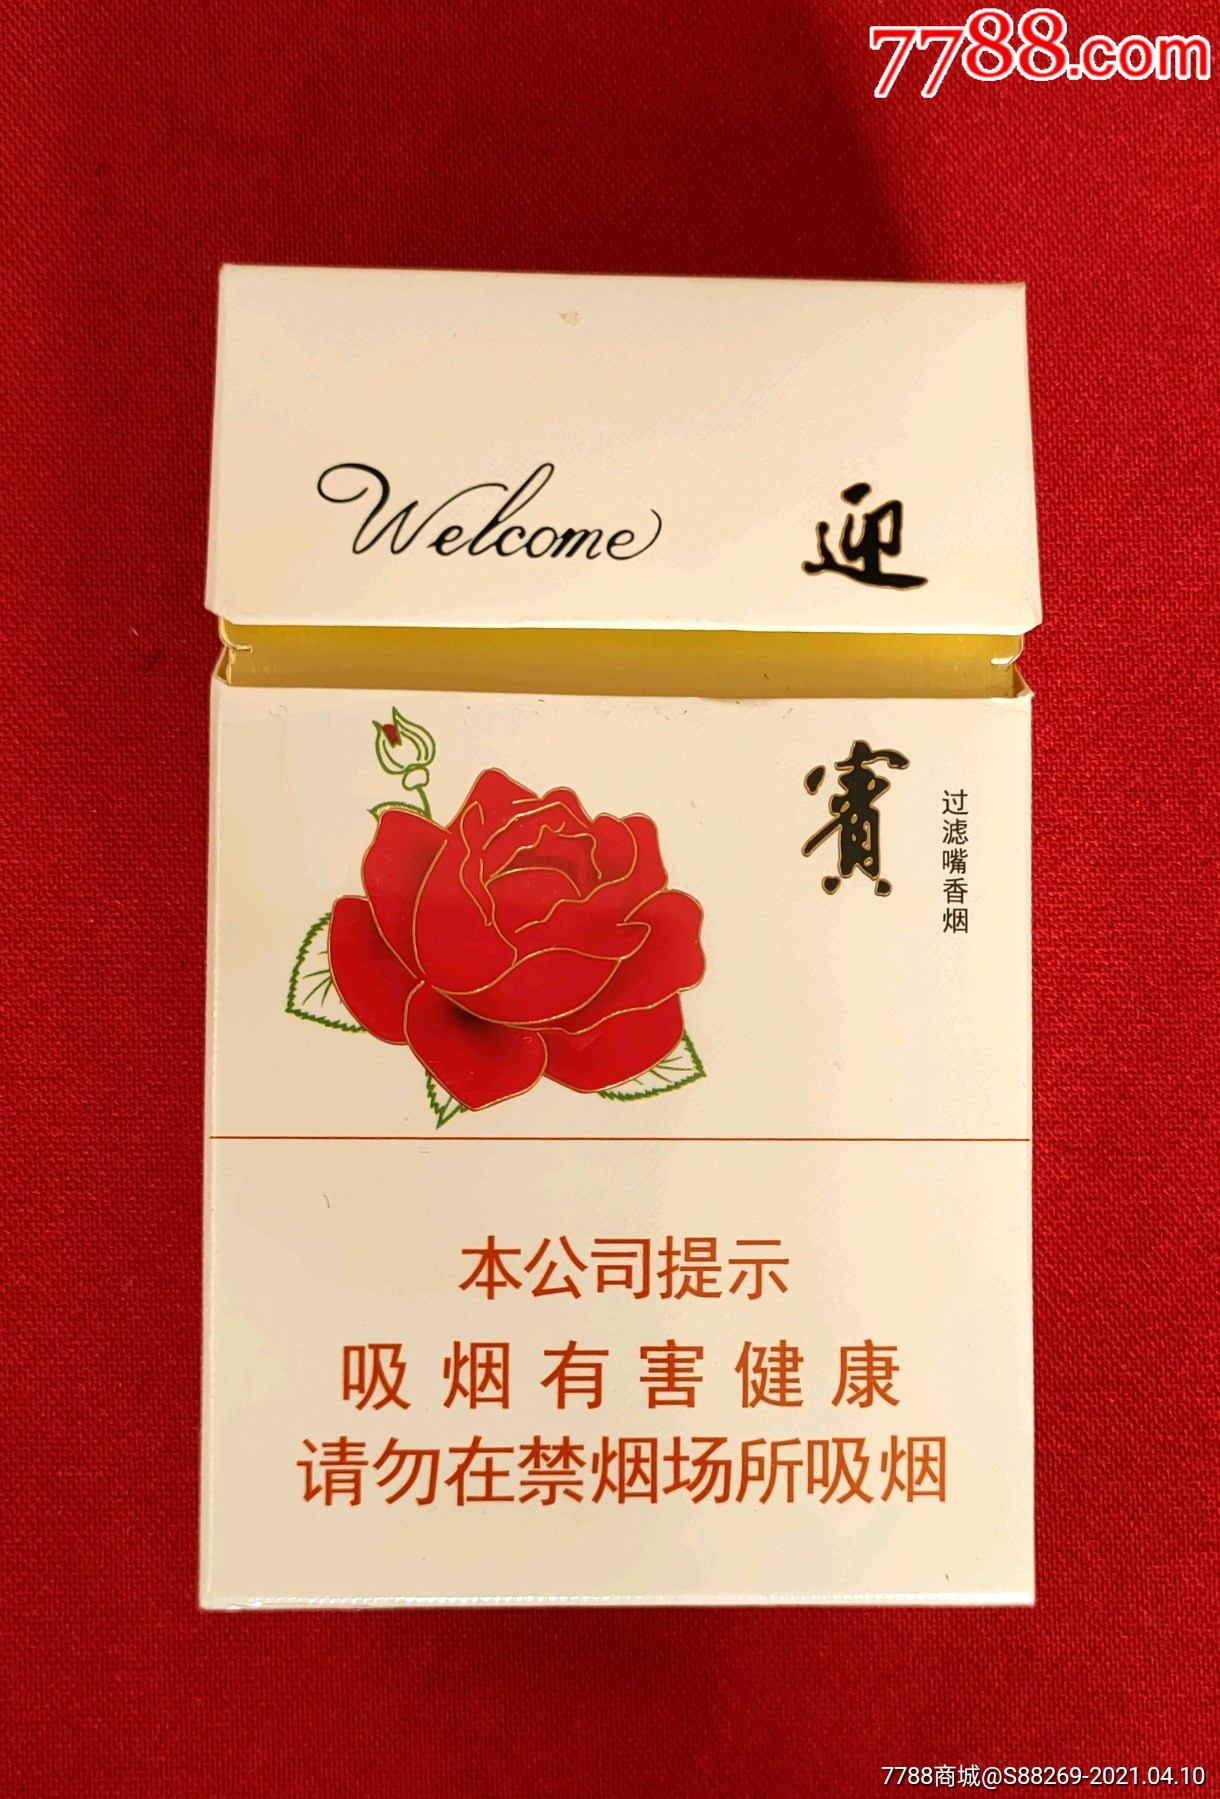 7788.com
Welcome
迎
賓
过滤嘴香烟
本公司提示
吸烟有害健康
请勿在禁烟场所吸烟
7788商城@S88269-2021.04.10